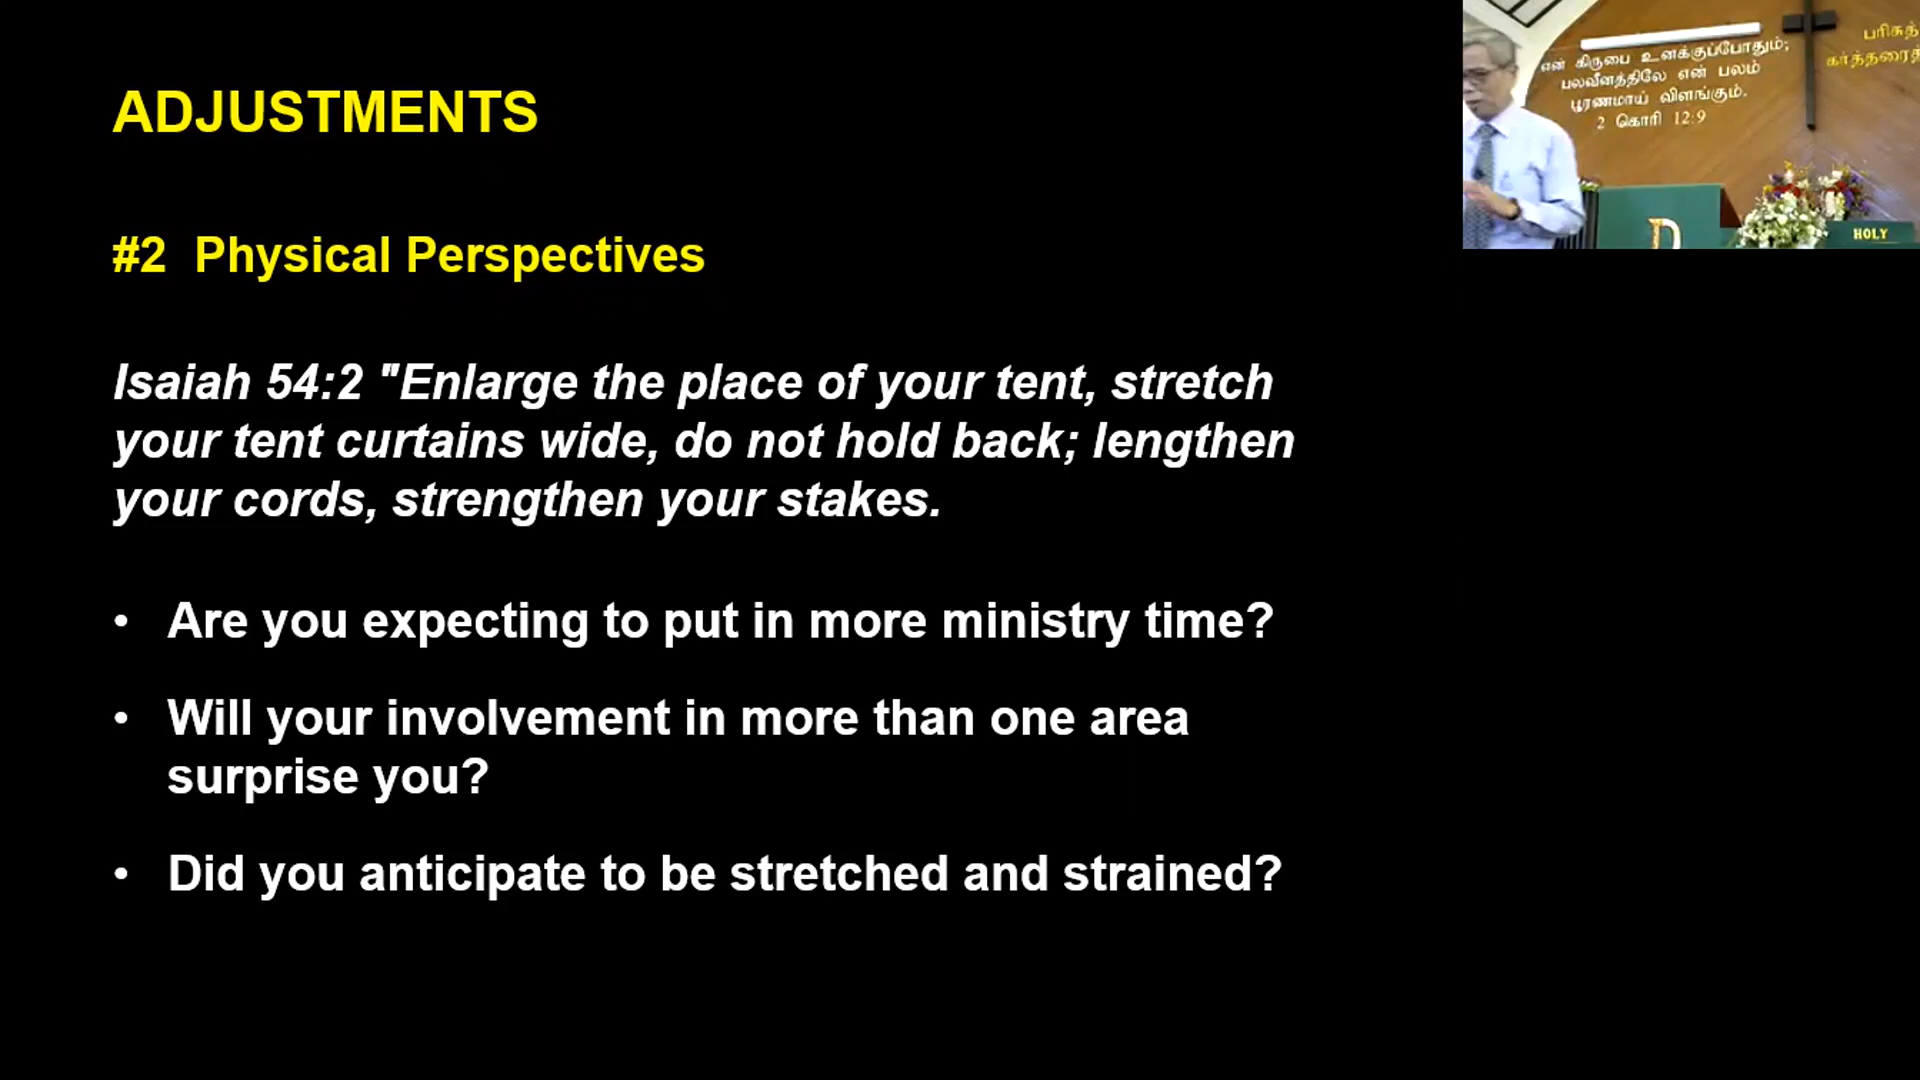 ADJUSTMENTS
#2 Physical Perspectives
Isaiah 54:2 "Enlarge the place of your tent, stretch
your tent curtains wide, do not hold back; lengthen
your cords, strengthen your stakes.
• Are you expecting to put in more ministry time?
• Will your involvement in more than one area
surprise you?
• Did you anticipate to be stretched and strained?
என் கிருபை உனக்குப்போதும்;
பலவீனத்திலே என் பலம்
பூரணமாய் விளங்கும்.
2 கொரி 12:9
பரிசுத்
கர்த்தரைத்
HOLY